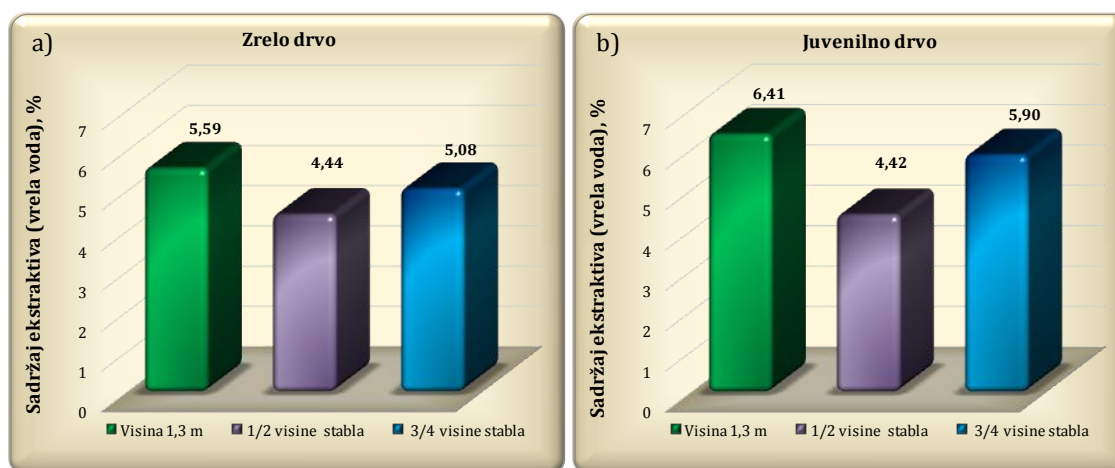 a)
Zrelo drvo
Sadržaj ekstraktiva (vrela voda), %
7
6
5
4
3
2
1
0
5,59
4,44
5,08
Visina 1,3 m
1/2 visine stabla
3/4 visine stabla
b)
Juvenilno drvo
Sadržaj ekstraktiva (vrela voda), %
7
6
5
4
3
2
1
0
6,41
4,42
5,90
Visina 1,3 m
1/2 visine stabla
3/4 visine stabla